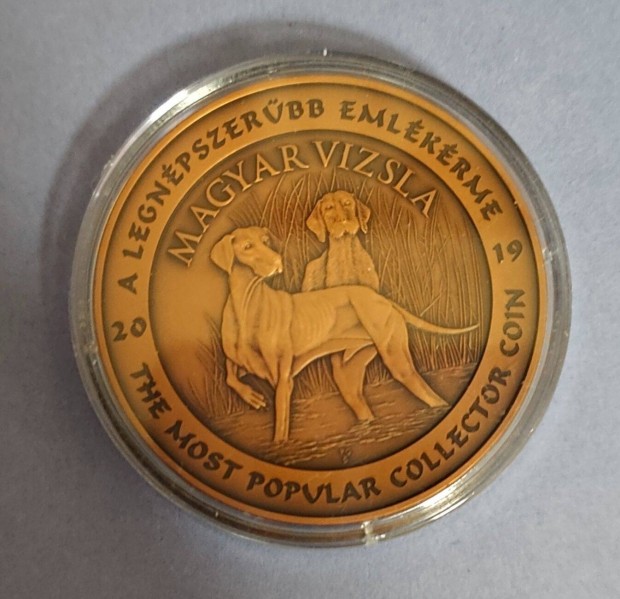 A LEGNÉPSZERŰBB EMLÉKÉRME
MAGYAR VIZSLA
20 19
THE MOST POPULAR COLLECTOR COIN